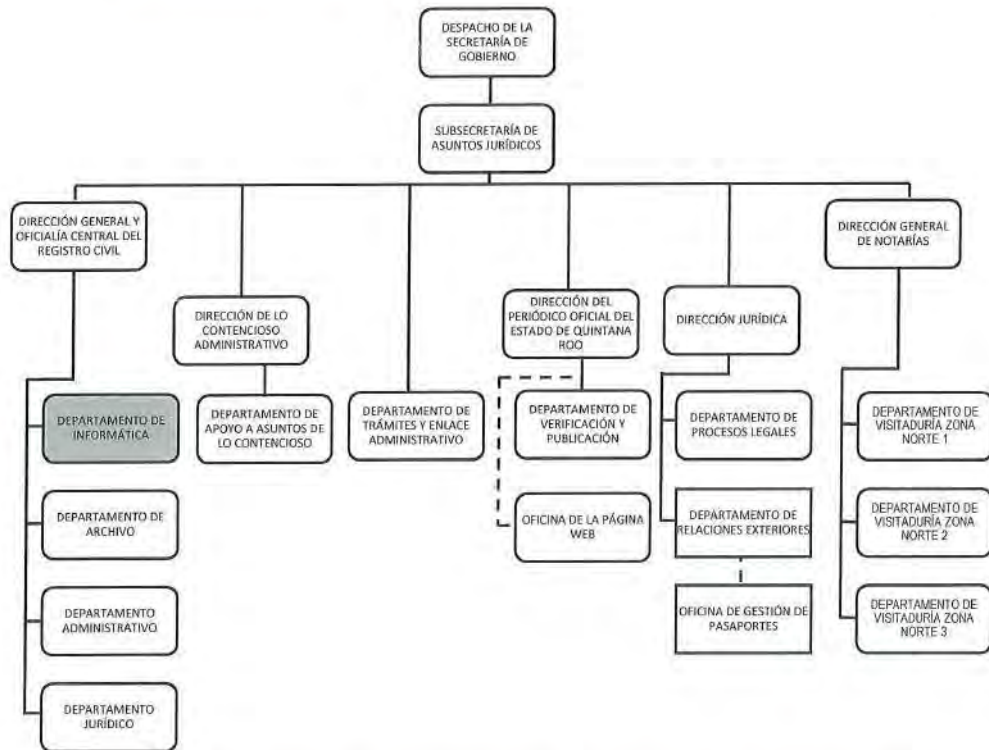 DESPACHO DE LA
SECRETARÍA DE
GOBIERNO
SUBSECRETARÍA DE
ASUNTOS JURÍDICOS
DIRECCIÓN GENERAL Y
OFICIALÍA CENTRAL DEL
REGISTRO CIVIL
DIRECCIÓN GENERAL
DE NOTARÍAS
DIRECCIÓN DE LO
CONTENCIOSO
ADMINISTRATIVO
DIRECCIÓN DEL
PERIÓDICO OFICIAL DEL
ESTADO DE QUINTANA
ROO
DIRECCIÓN JURÍDICA
DEPARTAMENTO DE
INFORMÁTICA
DEPARTAMENTO DE
APOYO A ASUNTOS DE
LO CONTENCIOSO
DEPARTAMENTO DE
TRÁMITES Y ENLACE
ADMINISTRATIVO
DEPARTAMENTO DE
VERIFICACIÓN Y
PUBLICACIÓN
DEPARTAMENTO DE
PROCESOS LEGALES
DEPARTAMENTO DE
VISITADURÍA ZONA
NORTE 1
DEPARTAMENTO DE
ARCHIVO
OFICINA DE LA PÁGINA
WEB
DEPARTAMENTO DE
RELACIONES EXTERIORES
DEPARTAMENTO DE
VISITADURÍA ZONA
NORTE 2
DEPARTAMENTO
ADMINISTRATIVO
OFICINA DE GESTIÓN DE
PASAPORTES
DEPARTAMENTO DE
VISITADURÍA ZONA
NORTE 3
DEPARTAMENTO
JURÍDICO